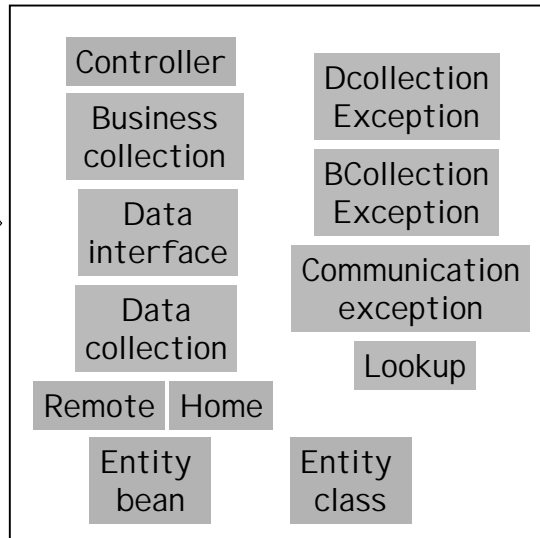 Controller
Business
collection
Data
interface
Data
collection
Remote Home
Entity
bean
Dcollection
Exception
BCollection
Exception
Communication
exception
Lookup
Entity
class